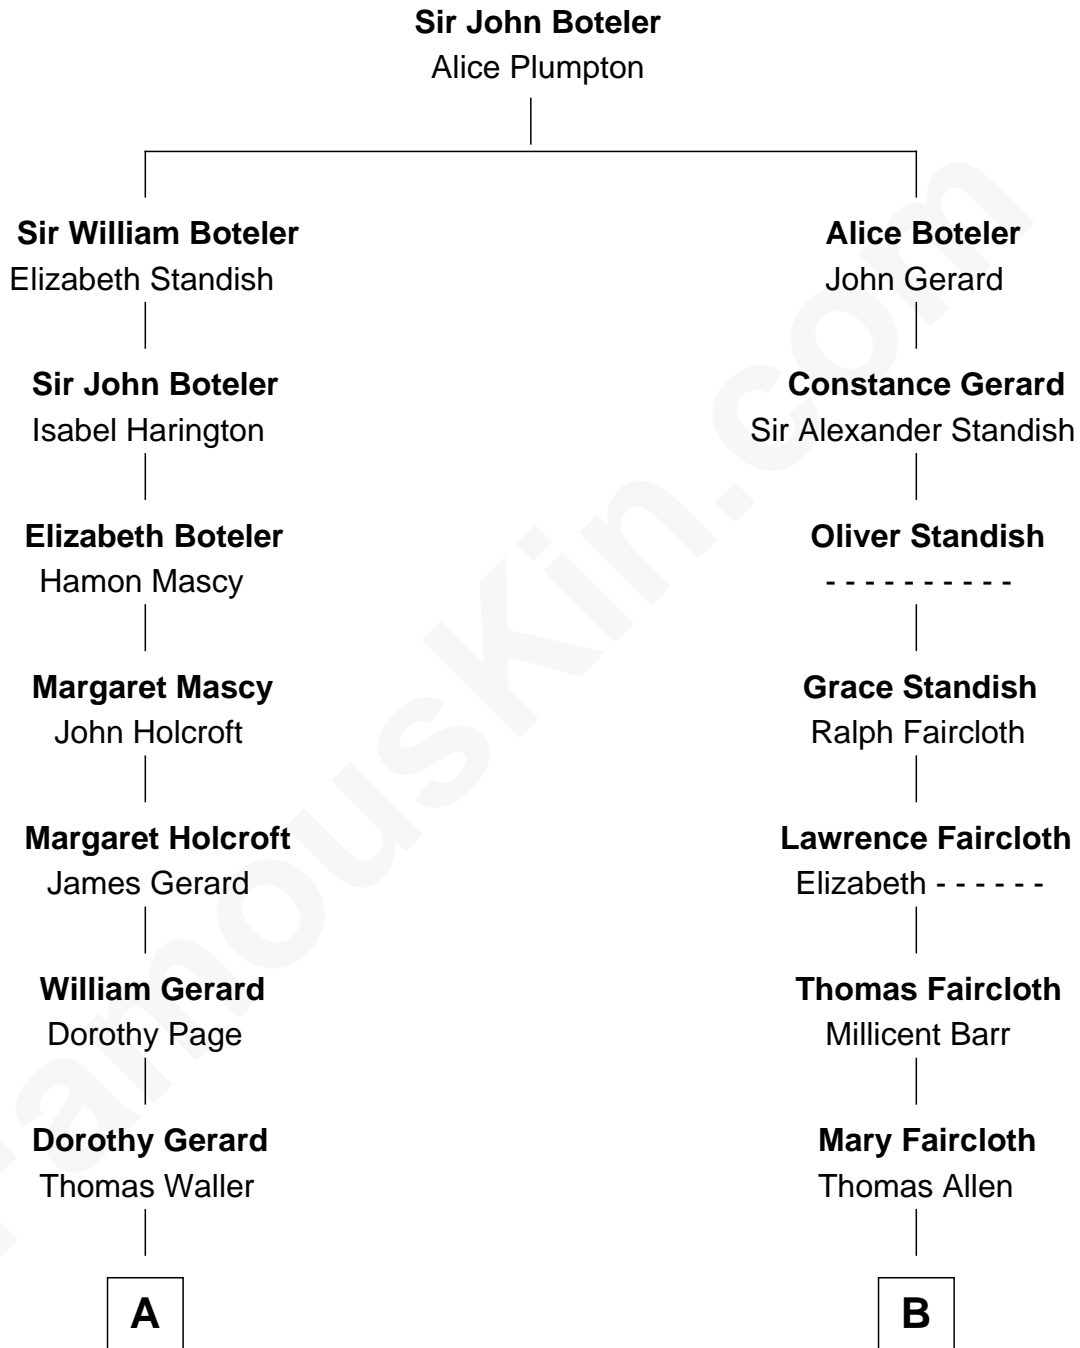 Sir John Boteler
Alice Plumpton
Sir William Boteler
Elizabeth Standish
Alice Boteler
John Gerard
Sir John Boteler
Isabel Harington
Constance Gerard
Sir Alexander Standish
Elizabeth Boteler
Hamon Mascy
Oliver Standish
- - - - - - - - - -
Margaret Mascy
John Holcroft
Grace Standish
Ralph Faircloth
Margaret Holcroft
James Gerard
Lawrence Faircloth
Elizabeth - - - - - -
William Gerard
Dorothy Page
Thomas Faircloth
Millicent Barr
Dorothy Gerard
Thomas Waller
Mary Faircloth
Thomas Allen
A
B
FamousKin.com